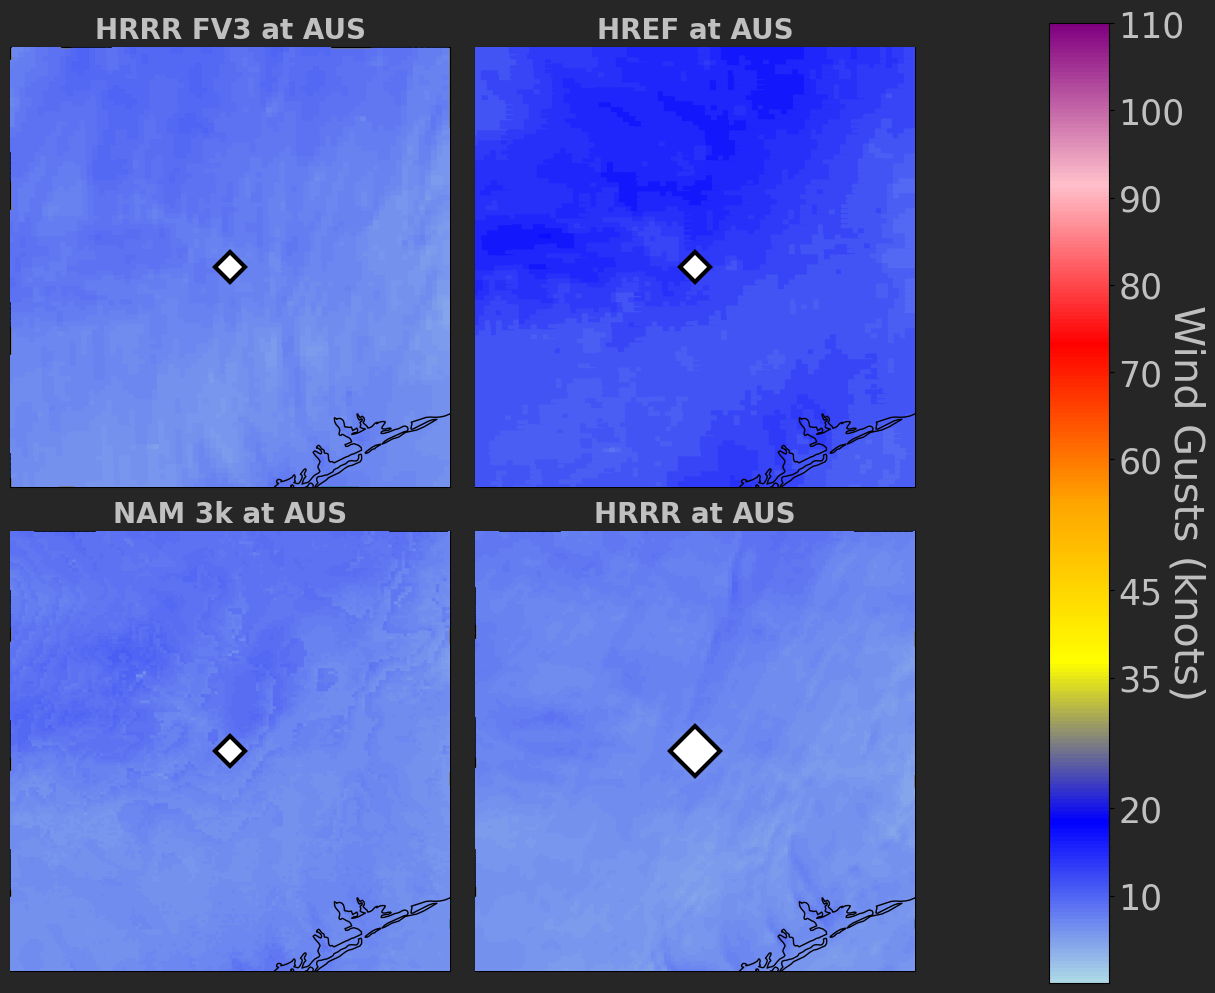 HRRR FV3 at AUS
HREF at AUS
NAM 3k at AUS
HRRR at AUS
110
100
90
80
70
60
45
35
20
10
Wind Gusts (knots)